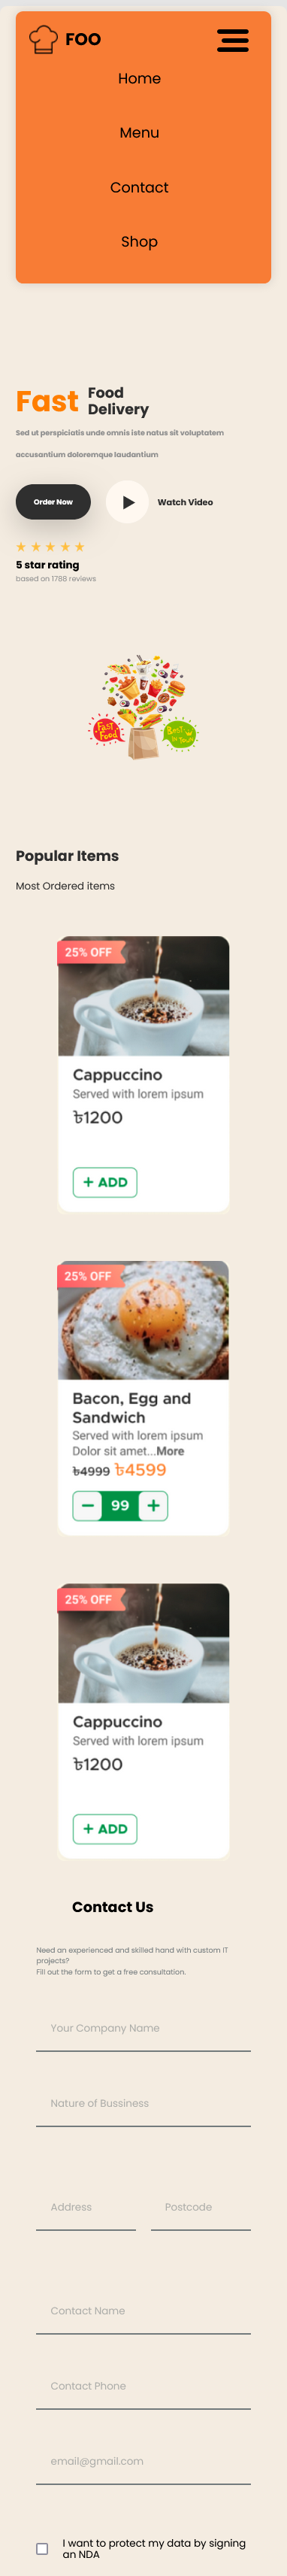 FOO
Home
Menu
Contact
Shop
Fast Food
Delivery
Sed ut perspiciatis unde omnis iste natus sit voluptatem
accusantium doloremque laudantium
Order Now
Watch Video
5 star rating
based on 1788 reviews
Fast
Food
Best
in Town
Popular Items
Most Ordered items
25% OFF
Cappuccino
Served with lorem ipsum
৳1200
+ ADD
25% OFF
Bacon, Egg and
Sandwich
Served with lorem ipsum
Dolor sit amet...More
৳4999 ৳4599
− 99 +
25% OFF
Cappuccino
Served with lorem ipsum
৳1200
+ ADD
Contact Us
Need an experienced and skilled hand with custom IT
projects?
Fill out the form to get a free consultation.
Your Company Name
Nature of Bussiness
Address Postcode
Contact Name
Contact Phone
email@gmail.com
I want to protect my data by signing
an NDA